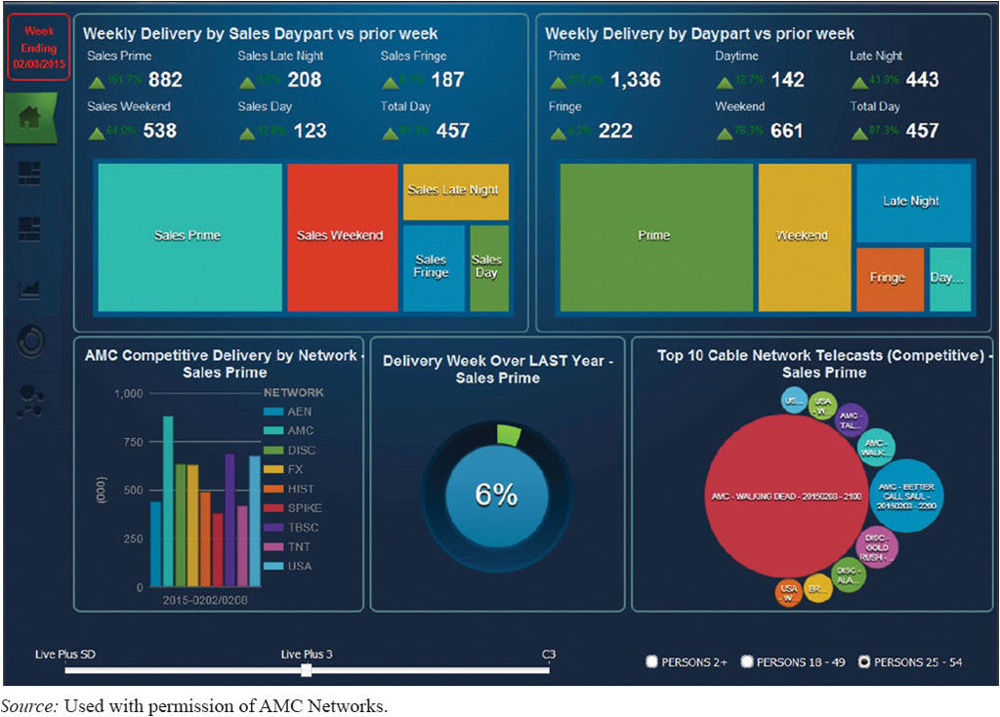 Week
Ending
02/08/2015
Weekly Delivery by Sales Daypart vs prior week
Sales Prime
161.7% 882
Sales Late Night
208
Sales Fringe
187
Sales Weekend
64.0% 538
Sales Day
12.8% 123
Total Day
87.3% 457
Sales Prime
Sales Weekend
Sales Late Night
Sales
Fringe
Sales
Day
Weekly Delivery by Daypart vs prior week
Prime
273.2% 1,336
Daytime
142
Late Night
43.8% 443
Fringe
222
Weekend
78.3% 661
Total Day
87.3% 457
Prime
Weekend
Late Night
Fringe
Day...
AMC Competitive Delivery by Network -
Sales Prime
1,000
750
500
250
0
(000)
2015-0202/0208
NETWORK
AEN
AMC
DISC
FX
HIST
SPIKE
TBSC
TNT
USA
Delivery Week Over LAST Year -
Sales Prime
6%
Top 10 Cable Network Telecasts (Competitive) -
Sales Prime
US...
USA
- W...
AMC -
TAL...
AMC -
WALK...
AMC - WALKING DEAD - 20150208 - 2100
AMC - BETTER
CALL SAUL -
20150208 - 2200
DISC -
GOLD
RUSH -...
DISC -
ALA...
BR...
USA
- W...
Live Plus SD
Live Plus 3
C3
PERSONS 2+
PERSONS 18 - 49
PERSONS 25 - 54
Source: Used with permission of AMC Networks.